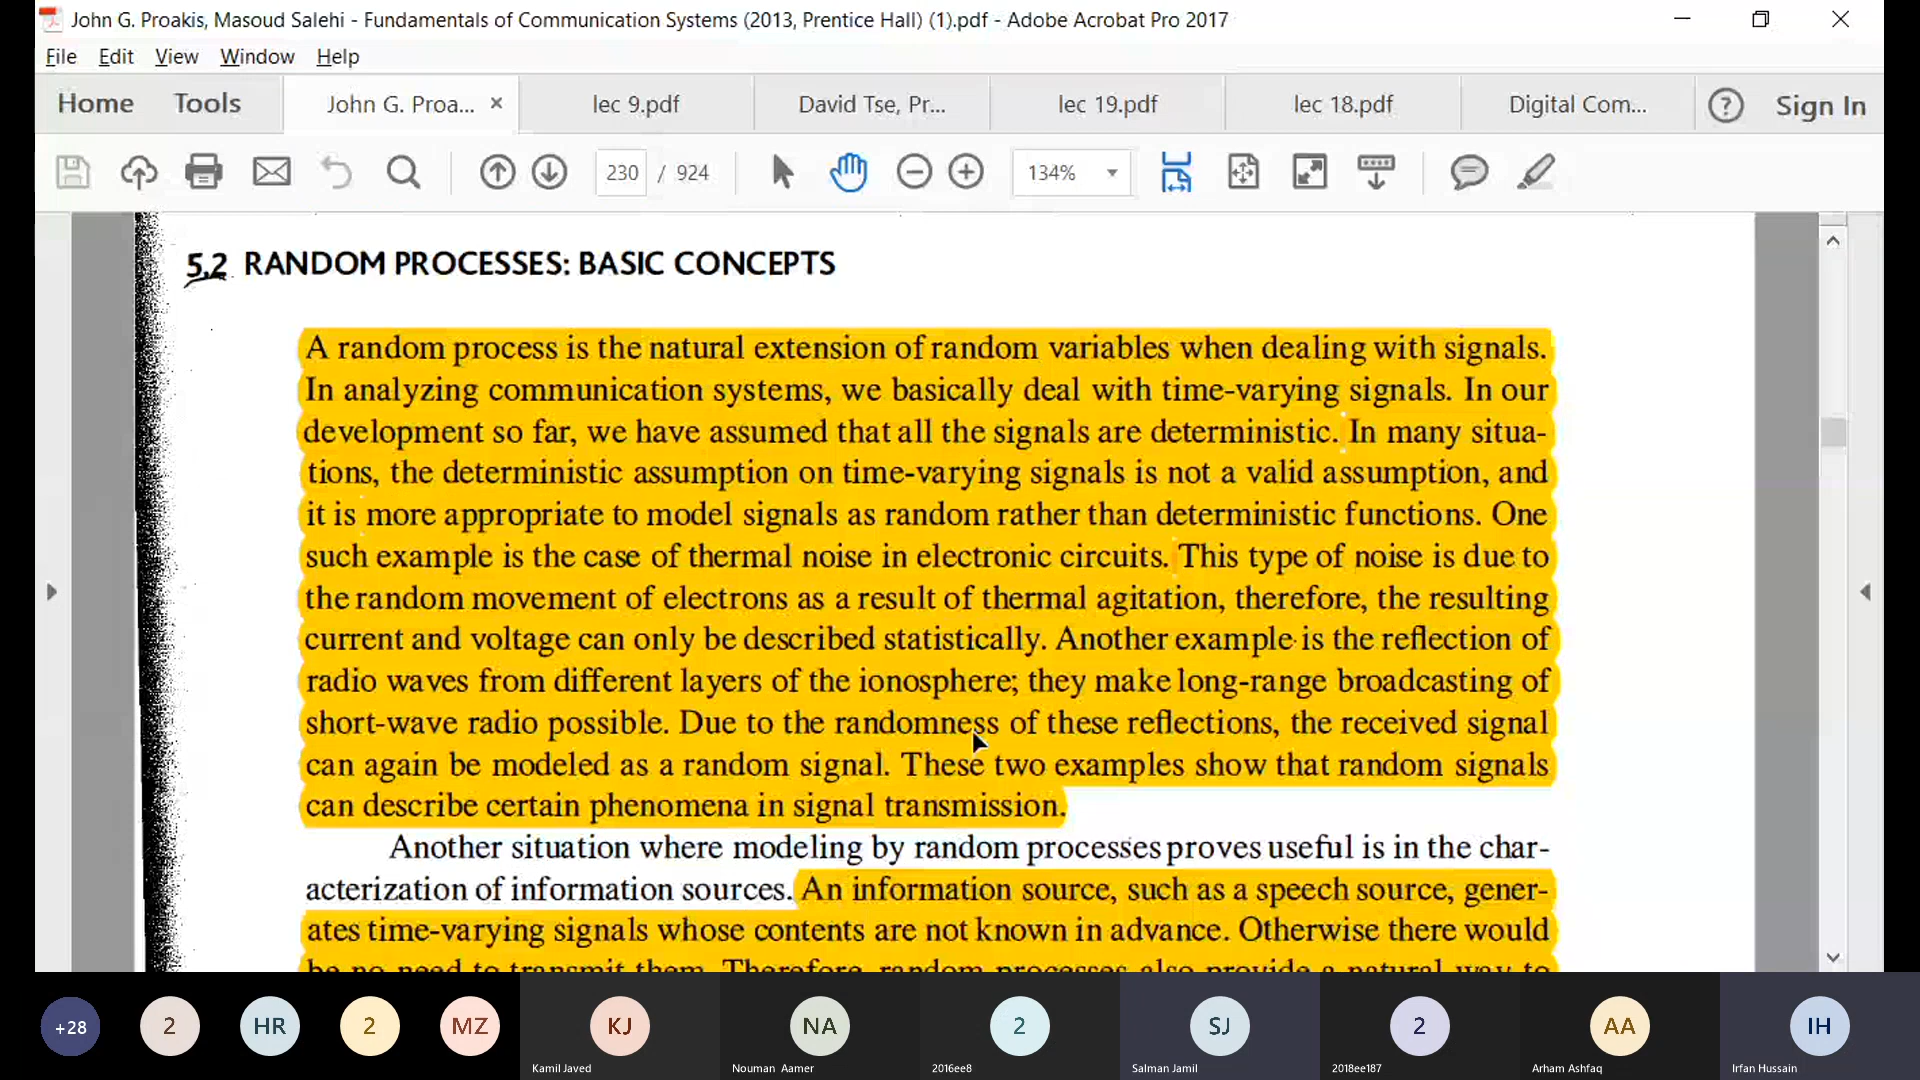 John G. Proakis, Masoud Salehi - Fundamentals of Communication Systems (2013, Prentice Hall) (1).pdf - Adobe Acrobat Pro 2017
File Edit View Window Help
Home Tools John G. Proa... × lec 9.pdf David Tse, Pr... lec 19.pdf lec 18.pdf Digital Com... ? Sign In
230 / 924 134%
5.2 RANDOM PROCESSES: BASIC CONCEPTS
A random process is the natural extension of random variables when dealing with signals.
In analyzing communication systems, we basically deal with time-varying signals. In our
development so far, we have assumed that all the signals are deterministic. In many situa-
tions, the deterministic assumption on time-varying signals is not a valid assumption, and
it is more appropriate to model signals as random rather than deterministic functions. One
such example is the case of thermal noise in electronic circuits. This type of noise is due to
the random movement of electrons as a result of thermal agitation, therefore, the resulting
current and voltage can only be described statistically. Another example is the reflection of
radio waves from different layers of the ionosphere; they make long-range broadcasting of
short-wave radio possible. Due to the randomness of these reflections, the received signal
can again be modeled as a random signal. These two examples show that random signals
can describe certain phenomena in signal transmission.
Another situation where modeling by random processes proves useful is in the char-
acterization of information sources. An information source, such as a speech source, gener-
ates time-varying signals whose contents are not known in advance. Otherwise there would
be no need to transmit them. Therefore, random processes also provide a natural way to
+28 2 HR 2 MZ KJ NA 2 SJ 2 AA IH
Kamil Javed Nouman Aamer 2016ee8 Salman Jamil 2018ee187 Arham Ashfaq Irfan Hussain